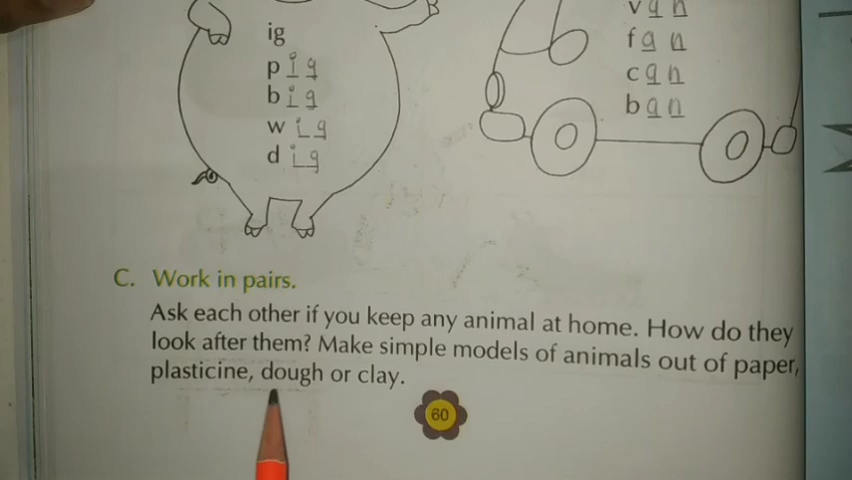 ig
pig
big
wig
dig
van
fan
can
ban
C. Work in pairs.
Ask each other if you keep any animal at home. How do they
look after them? Make simple models of animals out of paper,
plasticine, dough or clay.
60